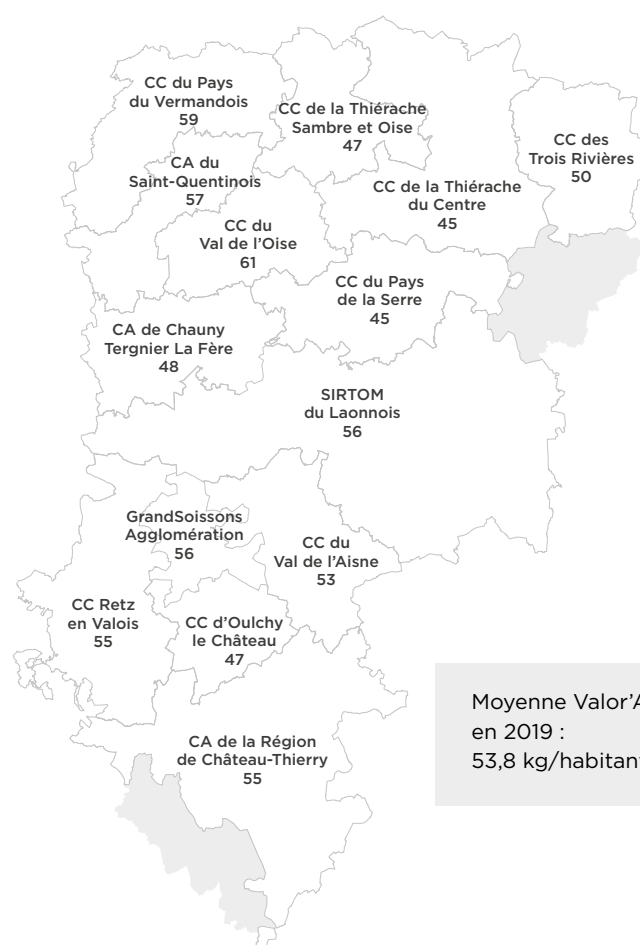 CC du Pays
du Vermandois
59
CC de la Thiérache
Sambre et Oise
47
CC des
Trois Rivières
50
CA du
Saint-Quentinois
57
CC de la Thiérache
du Centre
45
CC du
Val de l'Oise
61
CC du Pays
de la Serre
45
CA de Chauny
Tergnier La Fère
48
SIRTOM
du Laonnois
56
GrandSoissons
Agglomération
56
CC du
Val de l'Aisne
53
CC Retz
en Valois
55
CC d'Oulchy
le Château
47
CA de la Région
de Château-Thierry
55
Moyenne Valor'A
en 2019 :
53,8 kg/habitant